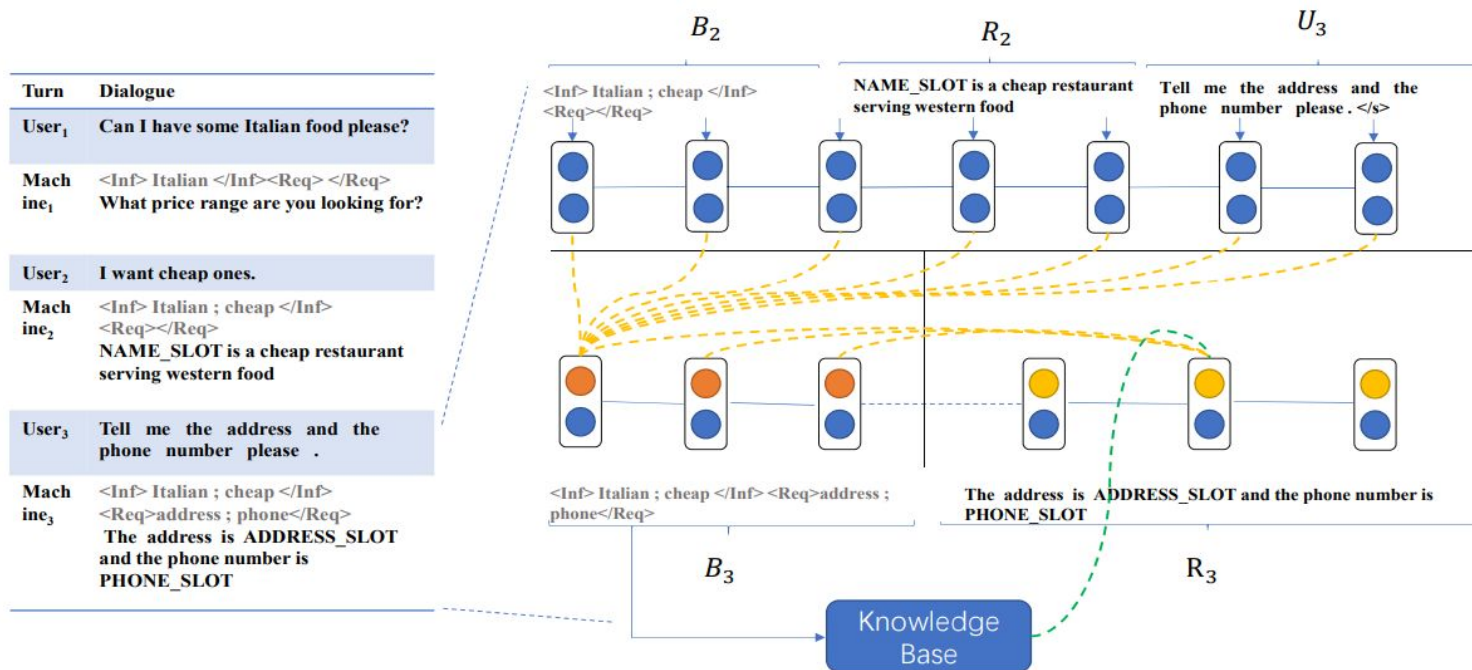 Turn Dialogue
User₁ Can I have some Italian food please?
Mach <Inf> Italian </Inf><Req> </Req>
ine₁ What price range are you looking for?
User₂ I want cheap ones.
Mach <Inf> Italian ; cheap </Inf>
ine₂ <Req></Req>
NAME_SLOT is a cheap restaurant
serving western food
User₃ Tell me the address and the
phone number please .
Mach <Inf> Italian ; cheap </Inf>
ine₃ <Req>address ; phone</Req>
The address is ADDRESS_SLOT
and the phone number is
PHONE_SLOT
B₂
R₂
U₃
<Inf> Italian ; cheap </Inf>
<Req></Req>
NAME_SLOT is a cheap restaurant
serving western food
Tell me the address and the
phone number please . </s>
<Inf> Italian ; cheap </Inf> <Req>address ;
phone</Req>
The address is ADDRESS_SLOT and the phone number is
PHONE_SLOT
B₃
R₃
Knowledge
Base